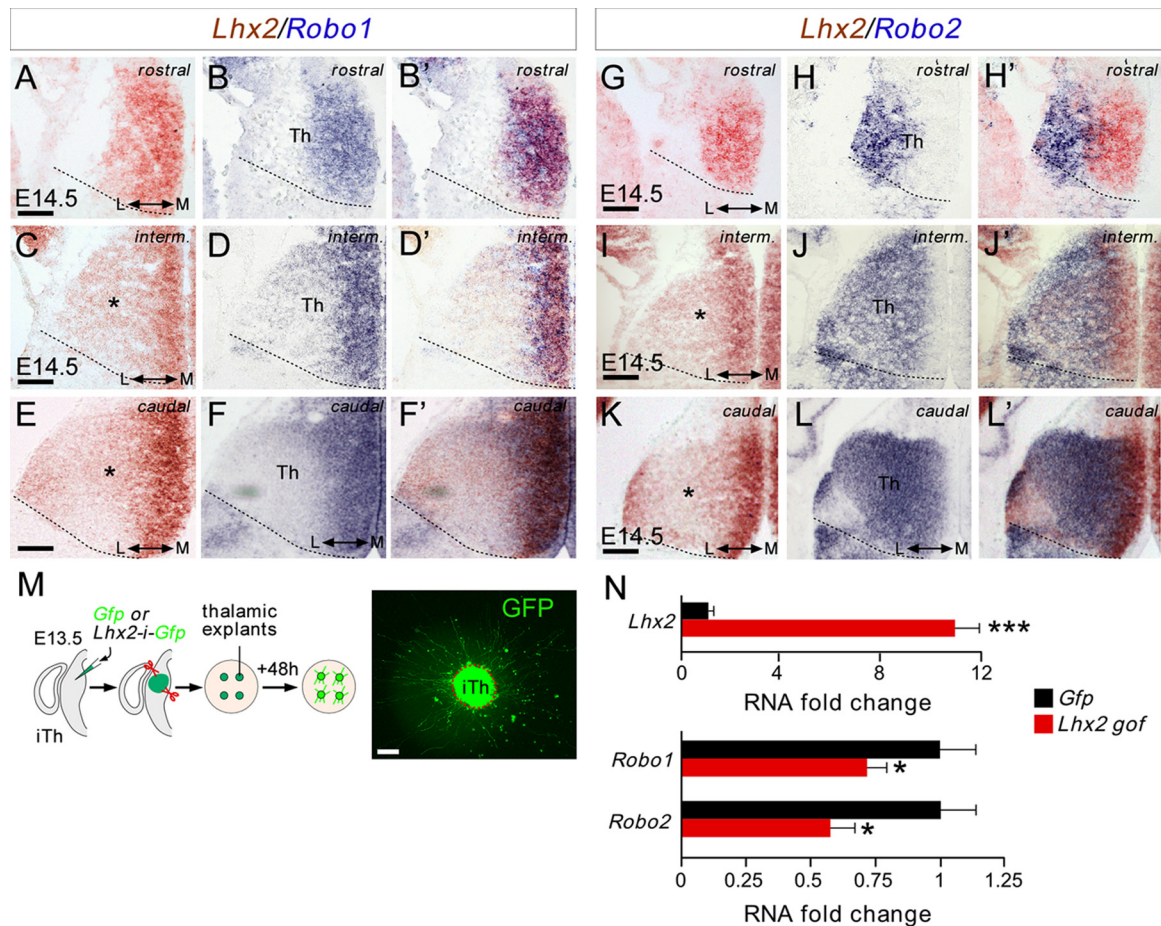 Lhx2/Robo1
Lhx2/Robo2
A
rostral
E14.5
L
M
B
rostral
Th
B'
rostral
G
rostral
E14.5
L
M
H
rostral
Th
H'
rostral
C
interm.
*
E14.5
L
M
D
interm.
Th
D'
interm.
I
interm.
*
E14.5
L
M
J
interm.
Th
J'
interm.
E
caudal
*
L
M
F
caudal
Th
L
M
F'
caudal
K
caudal
*
E14.5
L
M
L
caudal
Th
L
M
L'
caudal
M
Gfp or
Lhx2-i-Gfp
E13.5
iTh
thalamic
explants
+48h
GFP
iTh
N
Lhx2
***
0 4 8 12
RNA fold change
Gfp
Lhx2 gof
Robo1
*
Robo2
*
0 0.25 0.5 0.75 1 1.25
RNA fold change